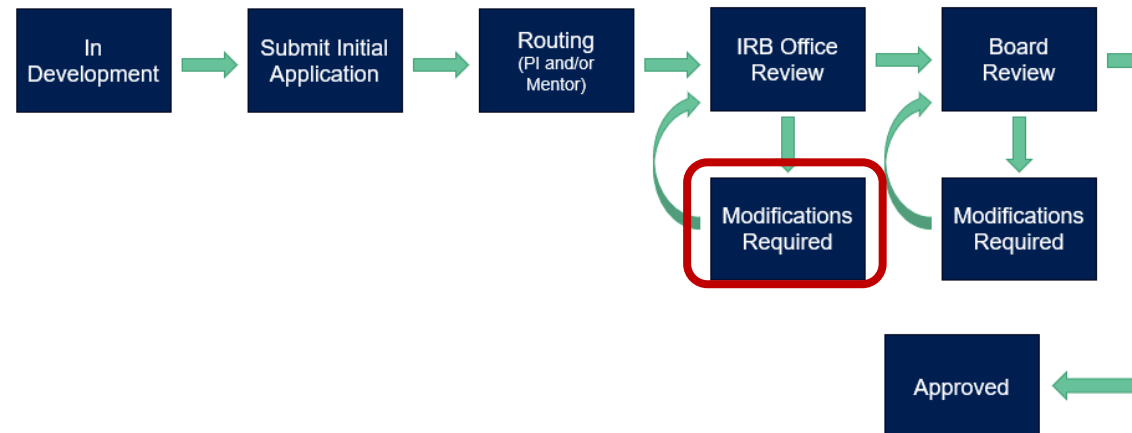 In
Development
Submit Initial
Application
Routing
(PI and/or
Mentor)
IRB Office
Review
Board
Review
Modifications
Required
Modifications
Required
Approved